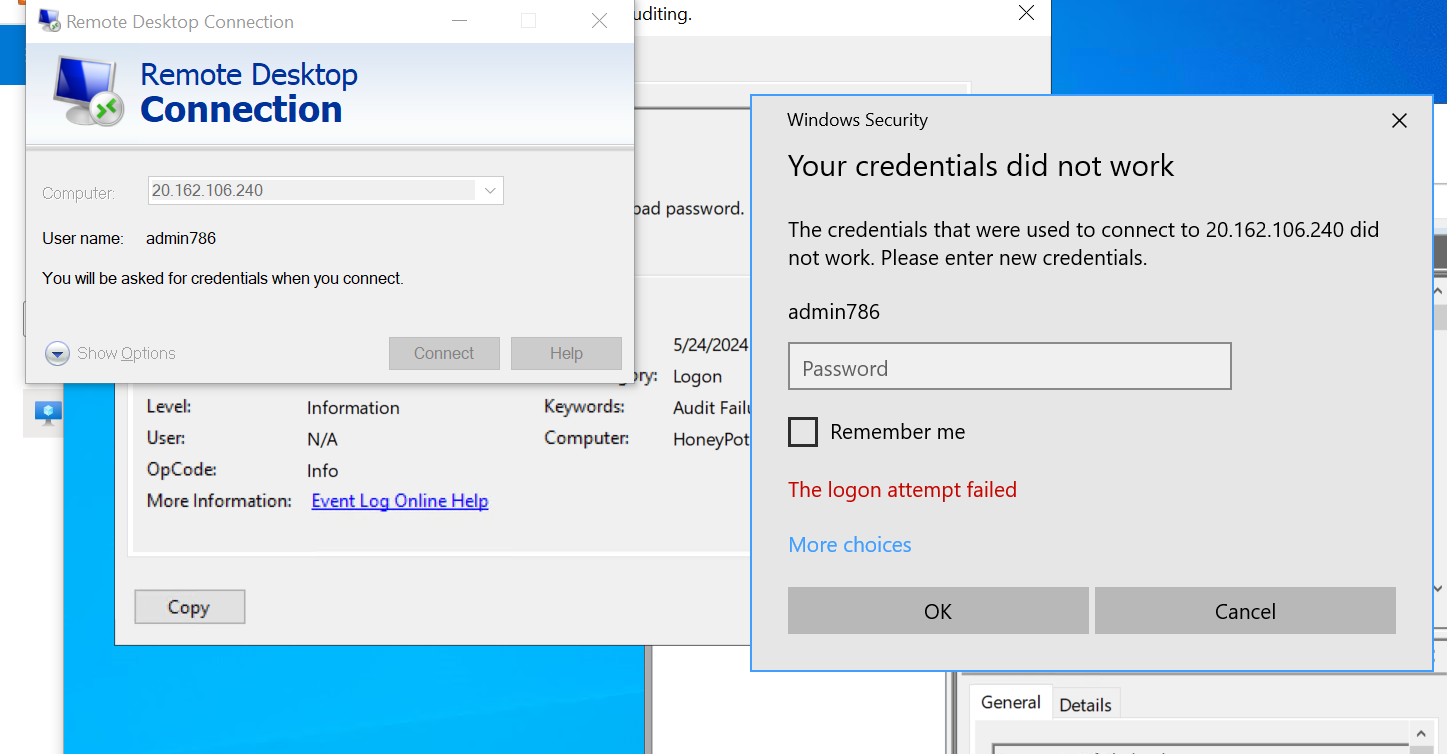 Remote Desktop Connection
Remote Desktop
Connection
Computer:
20.162.106.240
User name: admin786
You will be asked for credentials when you connect.
Show Options
Connect
Help
uditing.
bad password.
5/24/2024
ry: Logon
Level: Information Keywords: Audit Failu
User: N/A Computer: HoneyPot
OpCode: Info
More Information: Event Log Online Help
Copy
Windows Security
Your credentials did not work
The credentials that were used to connect to 20.162.106.240 did
not work. Please enter new credentials.
admin786
Password
Remember me
The logon attempt failed
More choices
OK
Cancel
General
Details